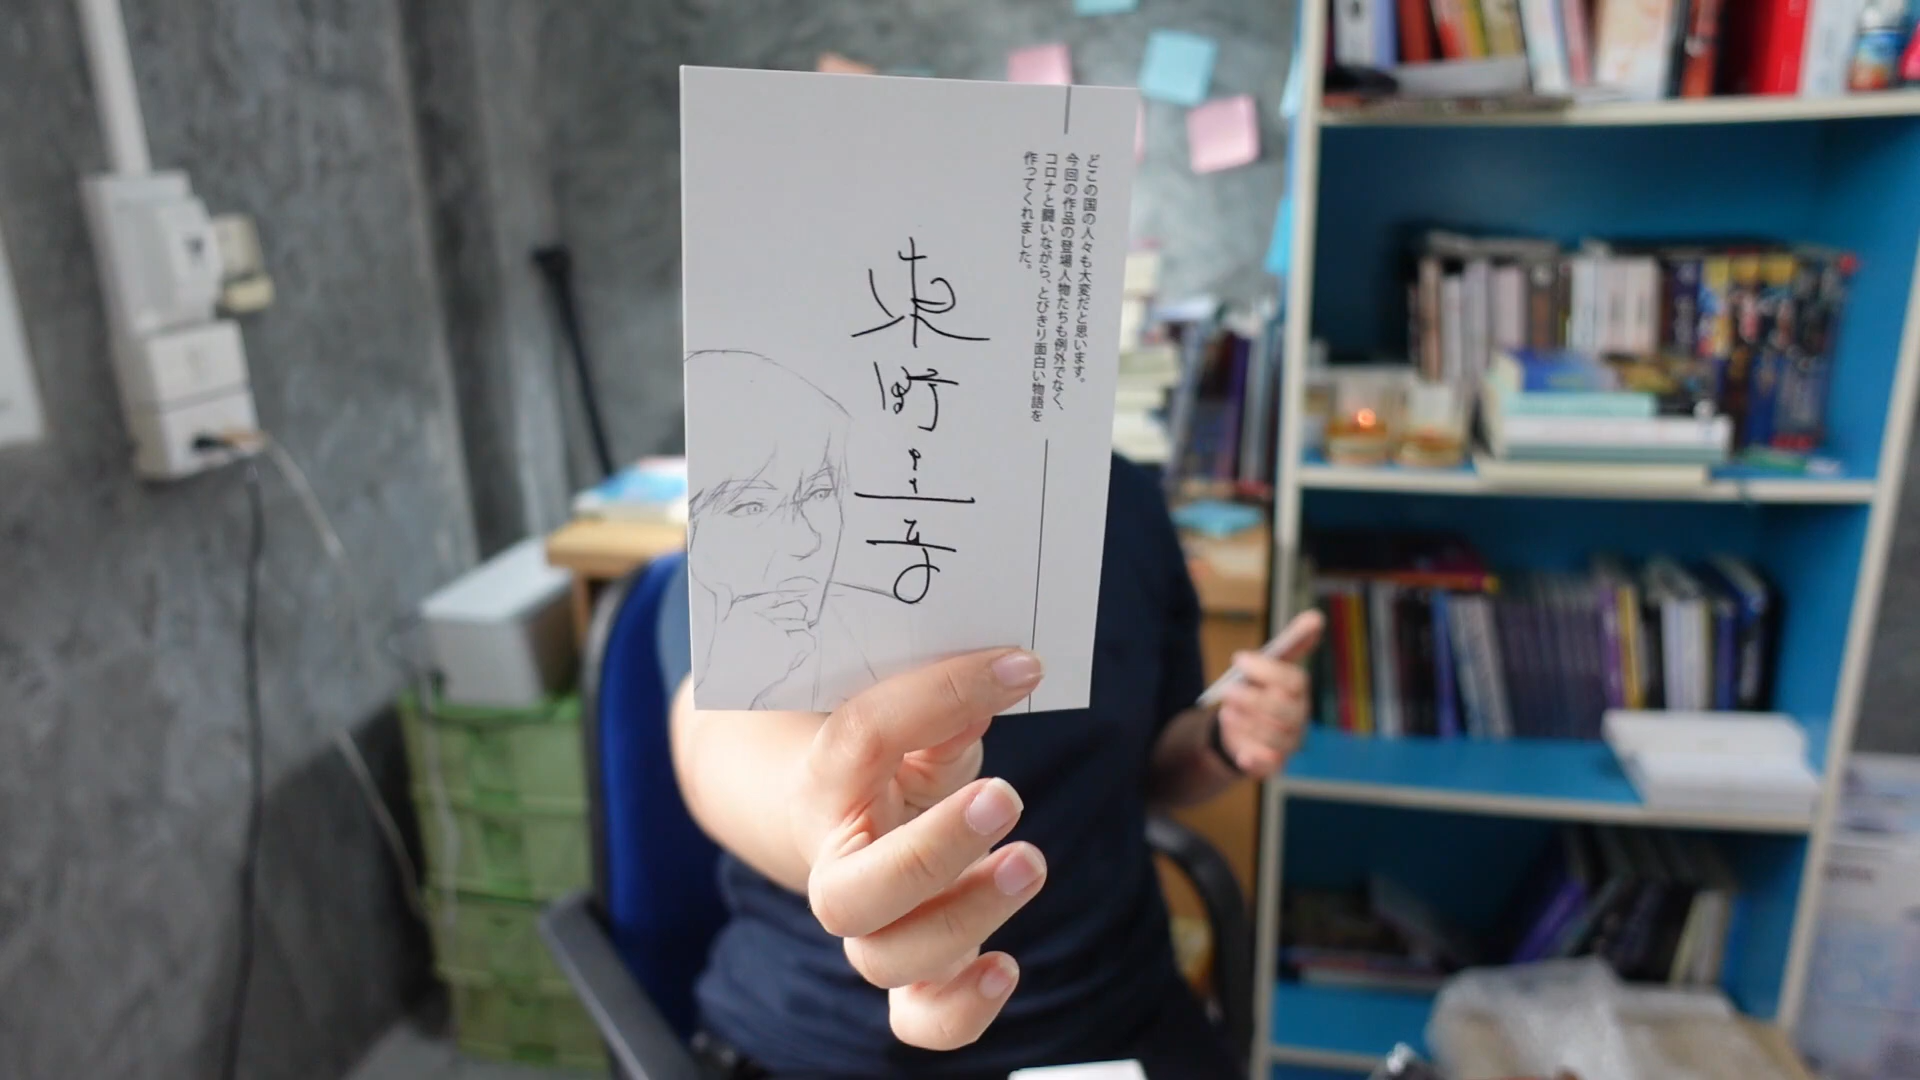 どこの国の人々も大変だと思います。
今回の作品の登場人物たちも例外でなく、
コロナと闘いながら、とびきり面白い物語を
作ってくれました。
東野圭吾